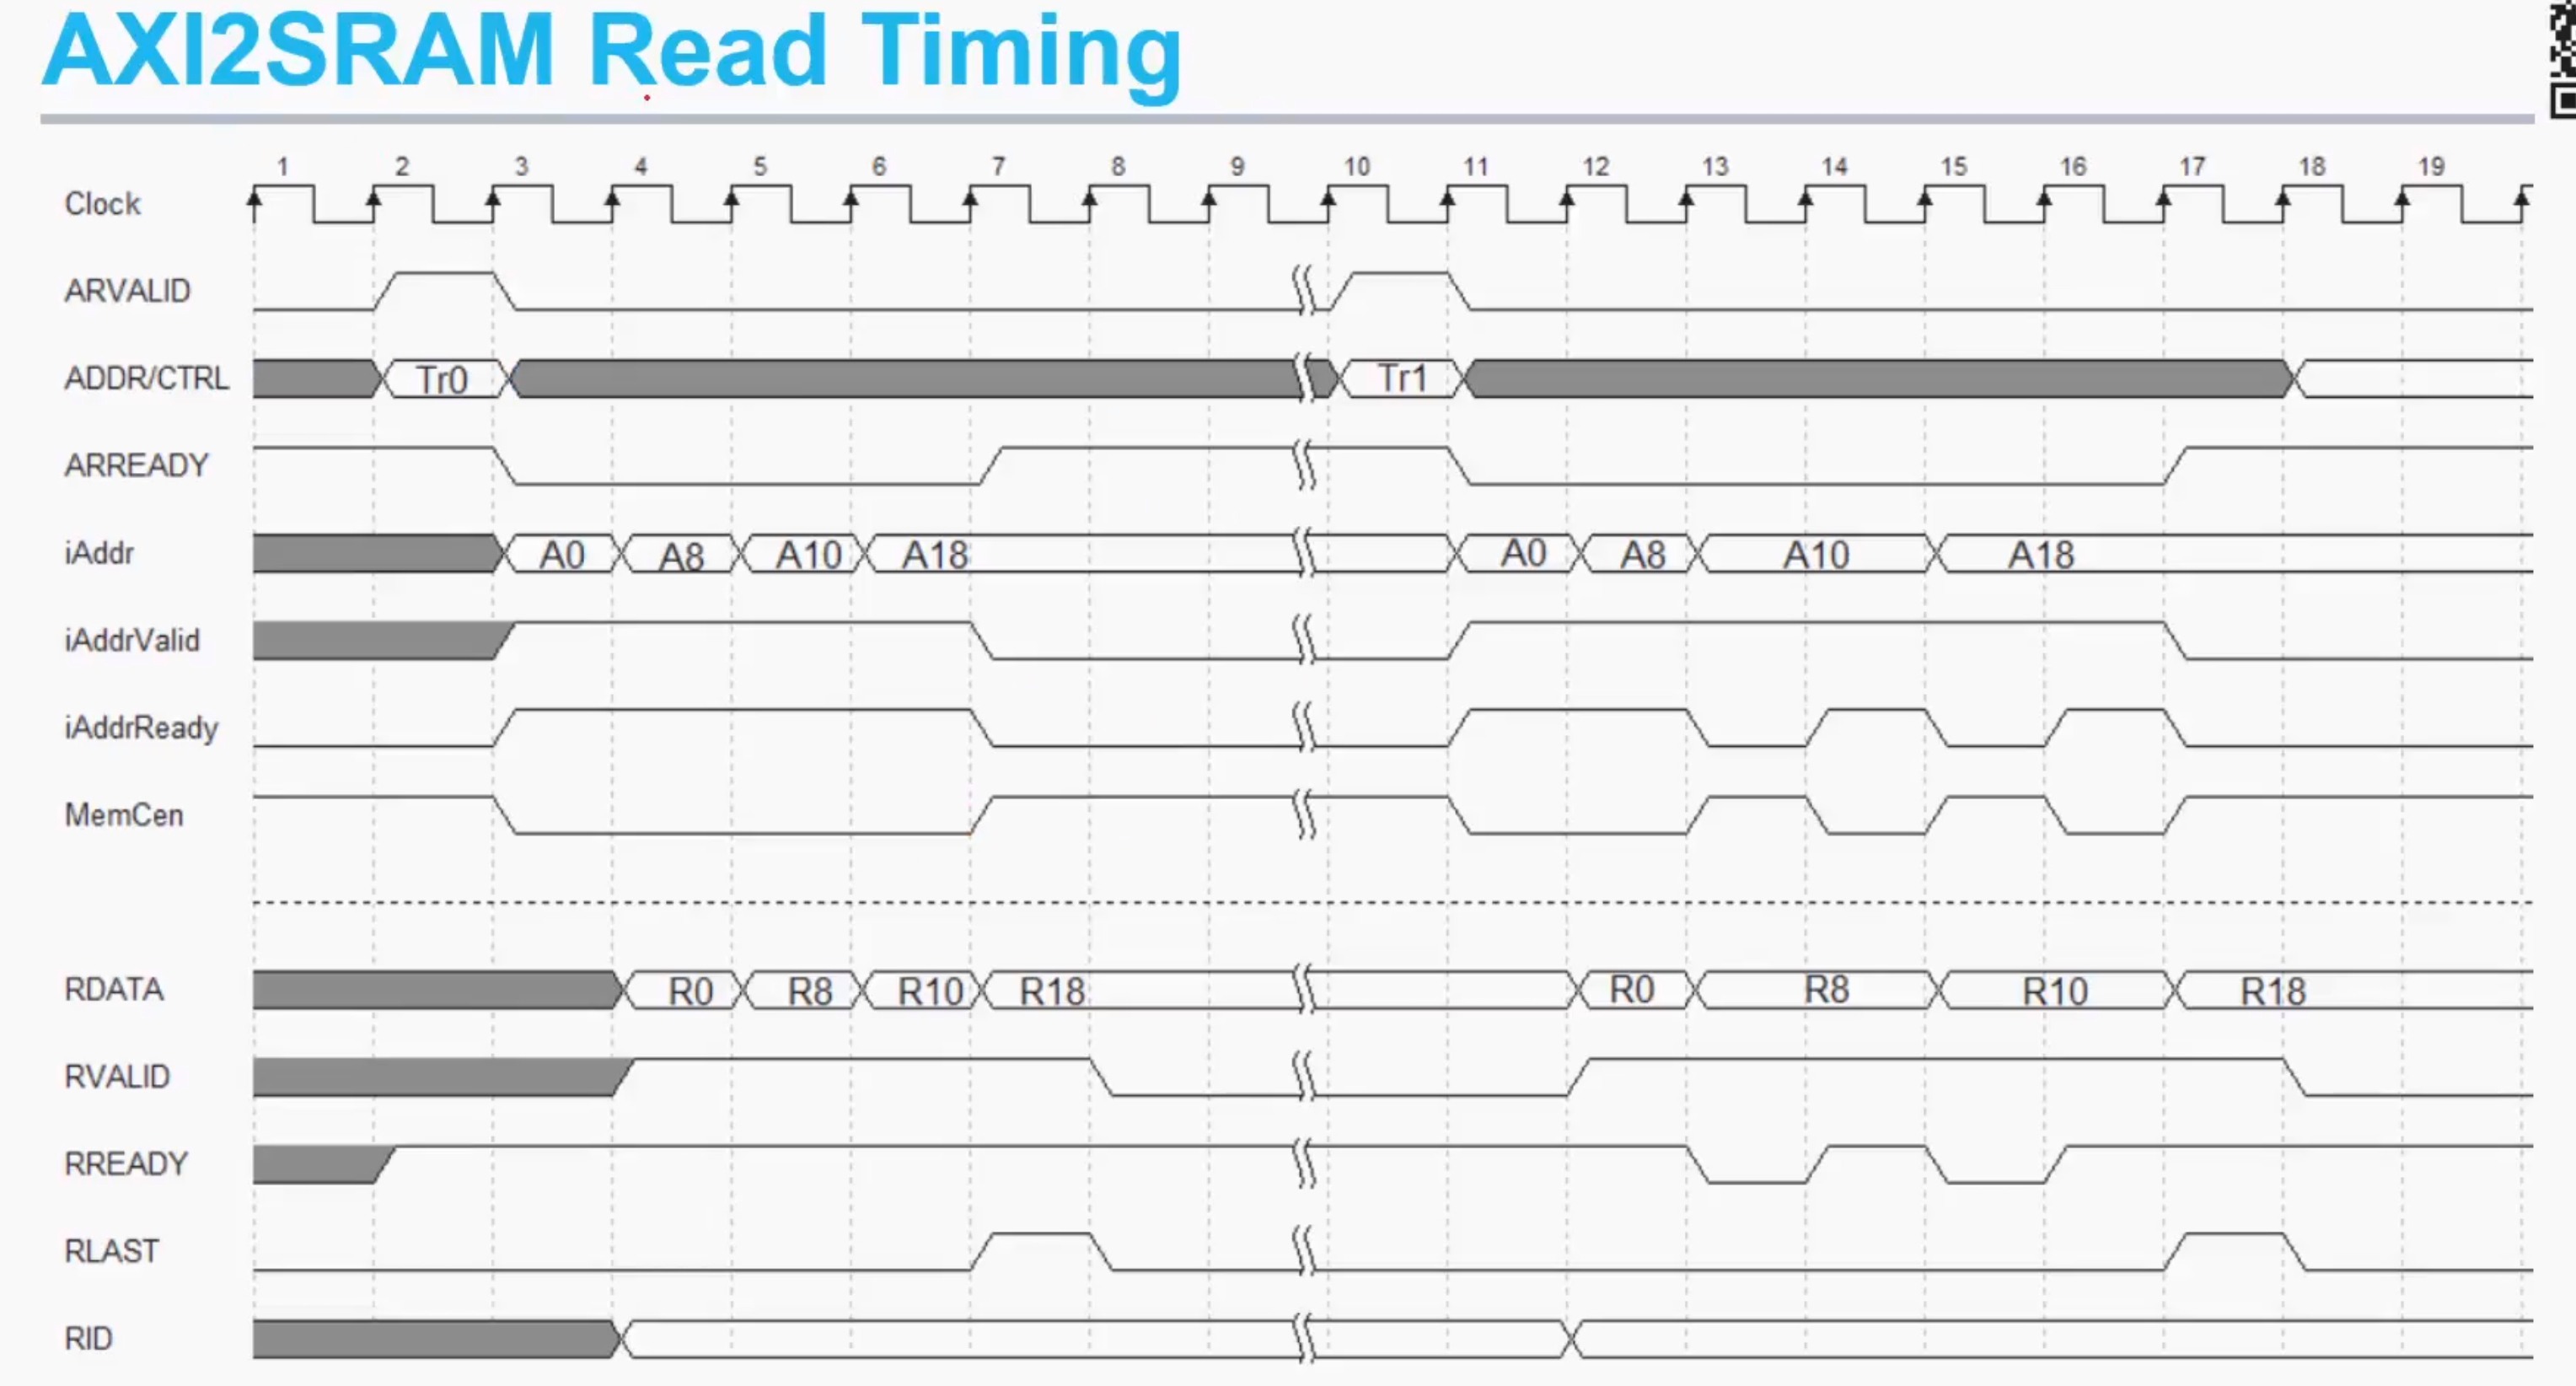 AXI2SRAM Read Timing
1 2 3 4 5 6 7 8 9 10 11 12 13 14 15 16 17 18 19
Clock
ARVALID
ADDR/CTRL Tr0 Tr1
ARREADY
iAddr A0 A8 A10 A18 A0 A8 A10 A18
iAddrValid
iAddrReady
MemCen
RDATA R0 R8 R10 R18 R0 R8 R10 R18
RVALID
RREADY
RLAST
RID